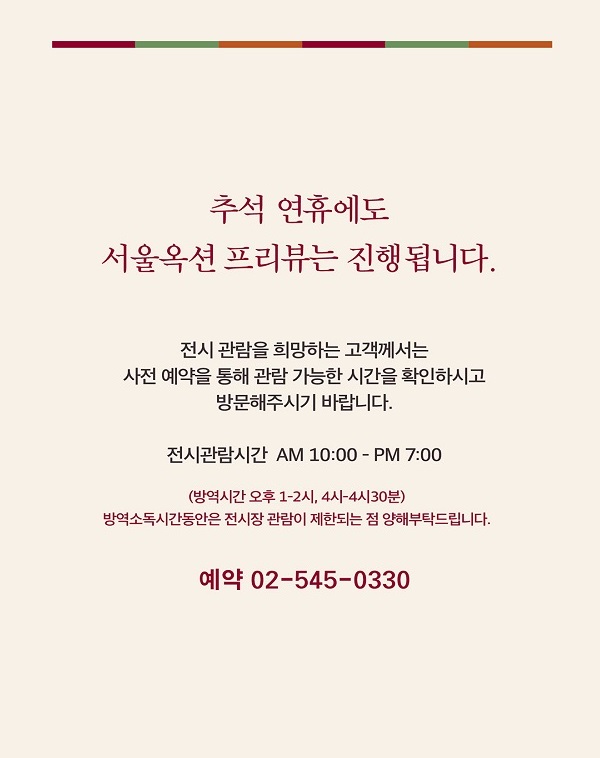 추석 연휴에도
서울옥션 프리뷰는 진행됩니다.
전시 관람을 희망하는 고객께서는
사전 예약을 통해 관람 가능한 시간을 확인하시고
방문해주시기 바랍니다.
전시관람시간 AM 10:00 - PM 7:00
(방역시간 오후 1-2시, 4시-4시30분)
방역소독시간동안은 전시장 관람이 제한되는 점 양해부탁드립니다.
예약 02-545-0330